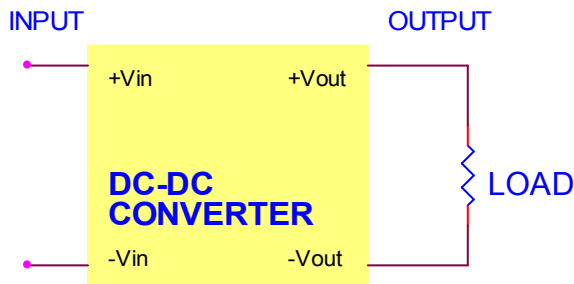 INPUT
OUTPUT
+Vin
+Vout
DC-DC
CONVERTER
LOAD
-Vin
-Vout